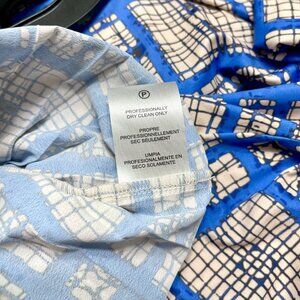 P
PROFESSIONALLY
DRY CLEAN ONLY
PROPRE
PROFESSIONNELLEMENT
SEC SEULEMENT
LIMPIA
PROFESIONALMENTE EN
SECO SOLAMENTE